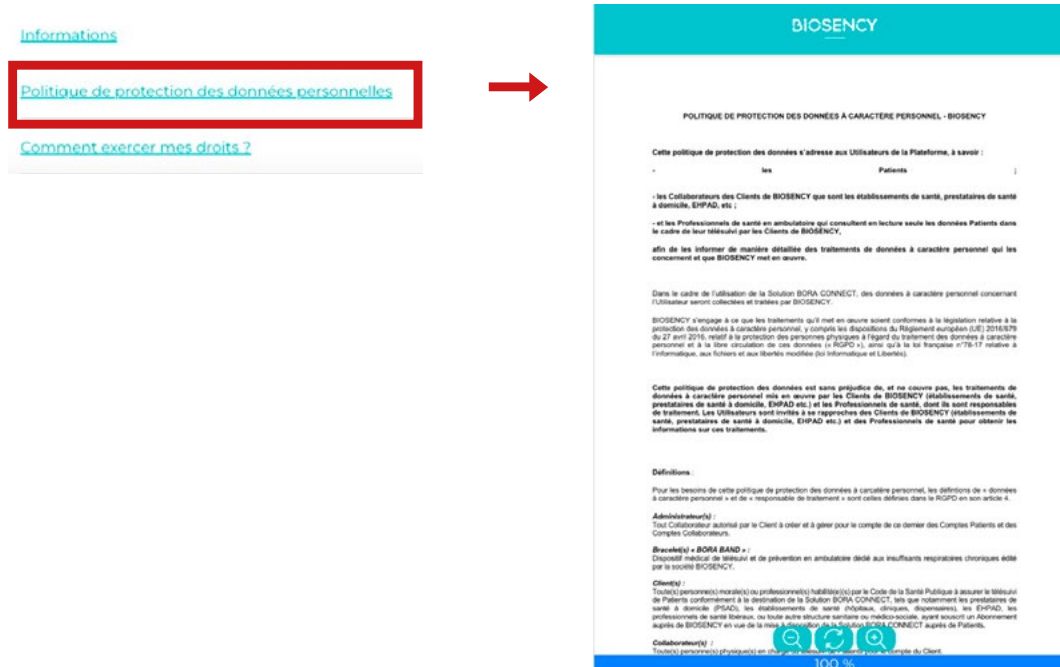 Informations
Politique de protection des données personnelles
Comment exercer mes droits ?
BIOSENCY
POLITIQUE DE PROTECTION DES DONNÉES À CARACTÈRE PERSONNEL - BIOSENCY
Cette politique de protection des données s'adresse aux Utilisateurs de la Plateforme, à savoir :
- les Patients ;
- les Collaborateurs des Clients de BIOSENCY que sont les établissements de santé, prestataires de santé
à domicile, EHPAD, etc ;
- et les Professionnels de santé en ambulatoire qui consultent en lecture seule les données Patients dans
le cadre de leur télésuivi par les Clients de BIOSENCY,
afin de les informer de manière détaillée des traitements de données à caractère personnel qui les
concernent et que BIOSENCY met en œuvre.
Dans le cadre de l'utilisation de la Solution BORA CONNECT, des données à caractère personnel concernant
l'Utilisateur seront collectées et traitées par BIOSENCY.
BIOSENCY s'engage à ce que les traitements qu'il met en œuvre soient conformes à la législation relative à la
protection des données à caractère personnel, y compris les dispositions du Règlement européen (UE) 2016/679
du 27 avril 2016, relatif à la protection des personnes physiques à l'égard du traitement des données à caractère
personnel et à la libre circulation de ces données (« RGPD »), ainsi qu'à la loi française n°78-17 relative à
l'informatique, aux fichiers et aux libertés modifiée (loi Informatique et Libertés).
Cette politique de protection des données est sans préjudice de, et ne couvre pas, les traitements de
données à caractère personnel mis en œuvre par les Clients de BIOSENCY (établissements de santé,
prestataires de santé à domicile, EHPAD etc.) et les Professionnels de santé, dont ils sont responsables
de traitement. Les Utilisateurs sont invités à se rapproches des Clients de BIOSENCY (établissements de
santé, prestataires de santé à domicile, EHPAD etc.) et des Professionnels de santé pour obtenir les
informations sur ces traitements.
Définitions :
Pour les besoins de cette politique de protection des données à carcatère personnel, les défintions de « données
à caractère personnel » et de « responsable de traitement » sont celles définies dans le RGPD en son article 4.
Administrateur(s) :
Tout Collaborateur autorisé par le Client à créer et à gérer pour le compte de ce dernier des Comptes Patients et des
Comptes Collaborateurs.
Bracelet(s) « BORA BAND » :
Dispositif médical de télésuivi et de prévention en ambulatoire dédié aux insuffisants respiratoires chroniques édité
par la société BIOSENCY.
Client(s) :
Toute(s) personne(s) morale(s) ou professionnel(s) habilité(e)(s) par le Code de la Santé Publique à assurer le télésuivi
de Patients conformément à la destination de la Solution BORA CONNECT, tels que notamment les prestataires de
santé à domicile (PSAD), les établissements de santé (hôpitaux, cliniques, dispensaires), les EHPAD, les
professionnels de santé libéraux, ou toute autre structure sanitaire ou médico-sociale, ayant souscrit un Abonnement
auprès de BIOSENCY en vue de la mise à disposition de la Solution BORA CONNECT auprès de Patients.
Collaborateur(s) :
Toute(s) personne(s) physique(s) en compte du Client.
100 %